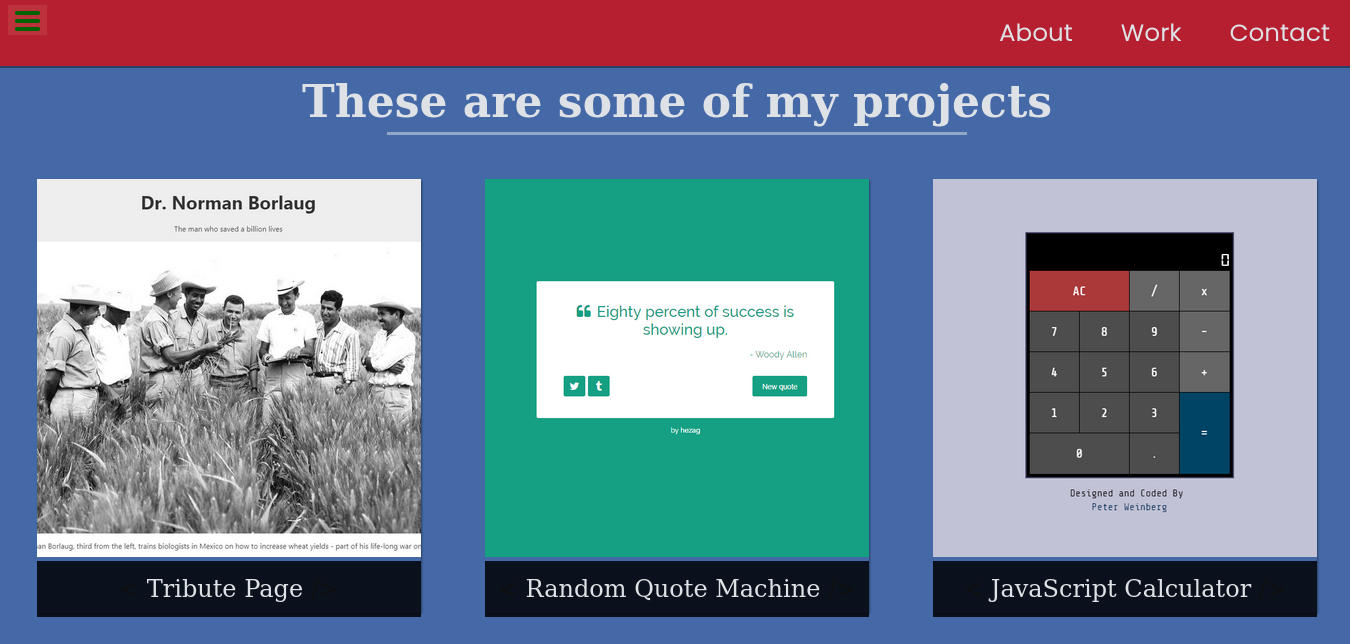 About Work Contact
These are some of my projects
Dr. Norman Borlaug
The man who saved a billion lives
Borlaug, third from the left, trains biologists in Mexico on how to increase wheat yields - part of his life-long war
Tribute Page
Eighty percent of success is
showing up.
- Woody Allen
New quote
by hezag
Random Quote Machine
0
AC / x
7 8 9 -
4 5 6 +
1 2 3
=
0 .
Designed and Coded By
Peter Weinberg
JavaScript Calculator